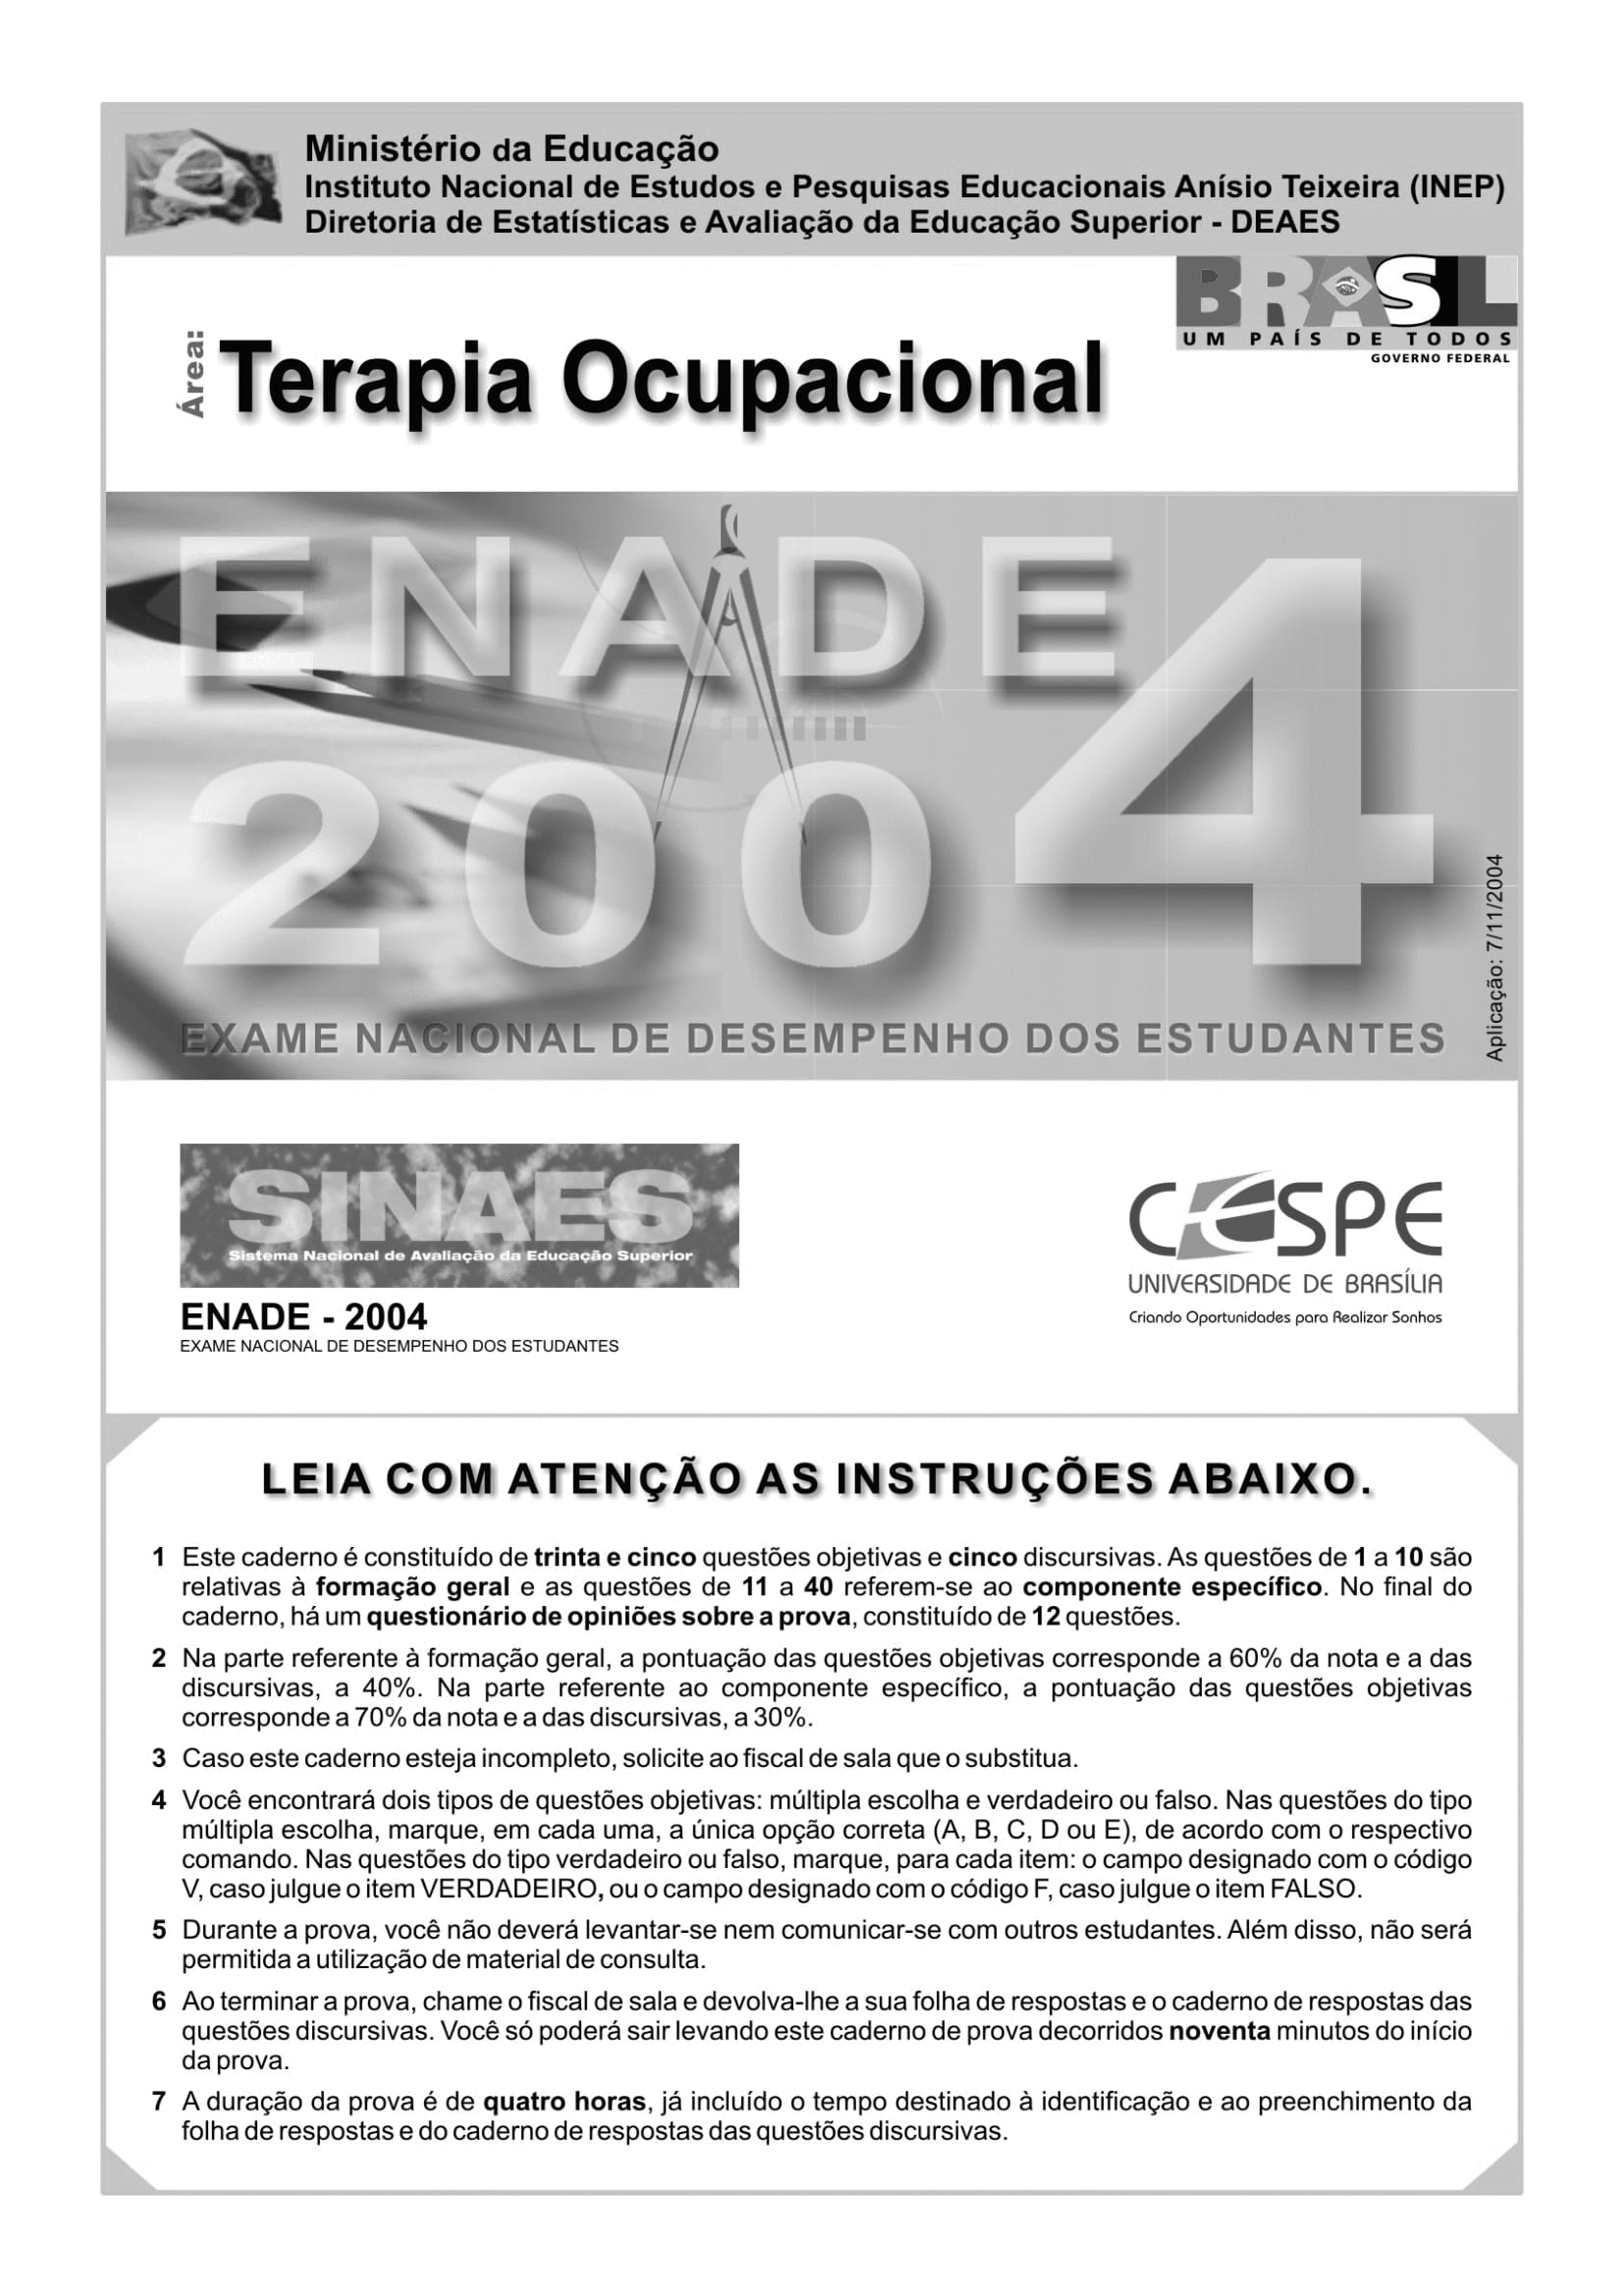 Ministério da Educação
Instituto Nacional de Estudos e Pesquisas Educacionais Anísio Teixeira (INEP)
Diretoria de Estatísticas e Avaliação da Educação Superior - DEAES
BRASIL
UM PAÍS DE TODOS
GOVERNO FEDERAL
Área:
Terapia Ocupacional
ENADE
2004
Aplicação: 7/11/2004
EXAME NACIONAL DE DESEMPENHO DOS ESTUDANTES
SINAES
Sistema Nacional de Avaliação da Educação Superior
ENADE - 2004
EXAME NACIONAL DE DESEMPENHO DOS ESTUDANTES
CESPE
UNIVERSIDADE DE BRASÍLIA
Criando Oportunidades para Realizar Sonhos
LEIA COM ATENÇÃO AS INSTRUÇÕES ABAIXO.
1 Este caderno é constituído de trinta e cinco questões objetivas e cinco discursivas. As questões de 1 a 10 são
relativas à formação geral e as questões de 11 a 40 referem-se ao componente específico. No final do
caderno, há um questionário de opiniões sobre a prova, constituído de 12 questões.
2 Na parte referente à formação geral, a pontuação das questões objetivas corresponde a 60% da nota e a das
discursivas, a 40%. Na parte referente ao componente específico, a pontuação das questões objetivas
corresponde a 70% da nota e a das discursivas, a 30%.
3 Caso este caderno esteja incompleto, solicite ao fiscal de sala que o substitua.
4 Você encontrará dois tipos de questões objetivas: múltipla escolha e verdadeiro ou falso. Nas questões do tipo
múltipla escolha, marque, em cada uma, a única opção correta (A, B, C, D ou E), de acordo com o respectivo
comando. Nas questões do tipo verdadeiro ou falso, marque, para cada item: o campo designado com o código
V, caso julgue o item VERDADEIRO, ou o campo designado com o código F, caso julgue o item FALSO.
5 Durante a prova, você não deverá levantar-se nem comunicar-se com outros estudantes. Além disso, não será
permitida a utilização de material de consulta.
6 Ao terminar a prova, chame o fiscal de sala e devolva-lhe a sua folha de respostas e o caderno de respostas das
questões discursivas. Você só poderá sair levando este caderno de prova decorridos noventa minutos do início
da prova.
7 A duração da prova é de quatro horas, já incluído o tempo destinado à identificação e ao preenchimento da
folha de respostas e do caderno de respostas das questões discursivas.